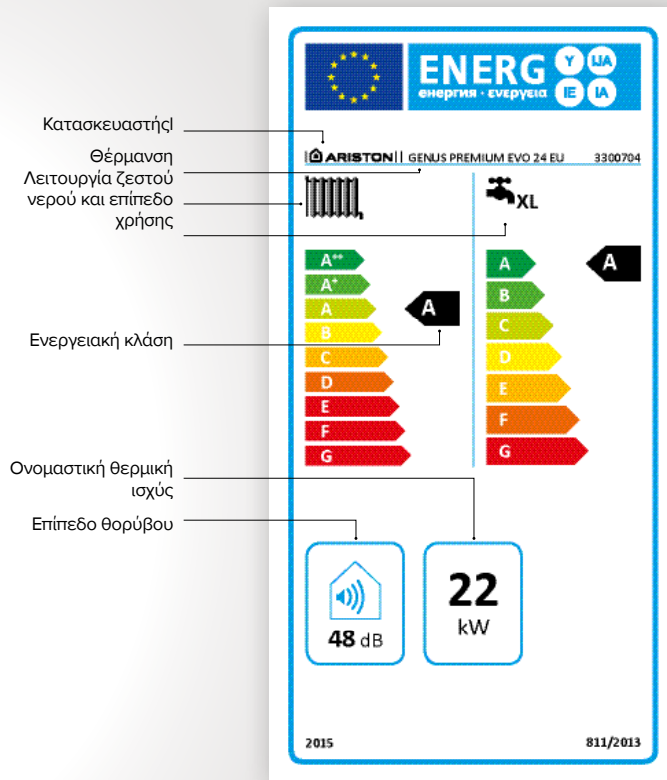 ENERG Y IJA
енергия · ενεργεια IE IA
Κατασκευαστήςl
ARISTON GENUS PREMIUM EVO 24 EU 3300704
Θέρμανση
Λειτουργία ζεστού
νερού και επίπεδο
χρήσης
XL
A++
A+
A
B
C
D
E
F
G
A
A
B
C
D
E
F
G
A
Ενεργειακή κλάση
Ονομαστική θερμική
ισχύς
Επίπεδο θορύβου
48 dB
22
kW
2015 811/2013